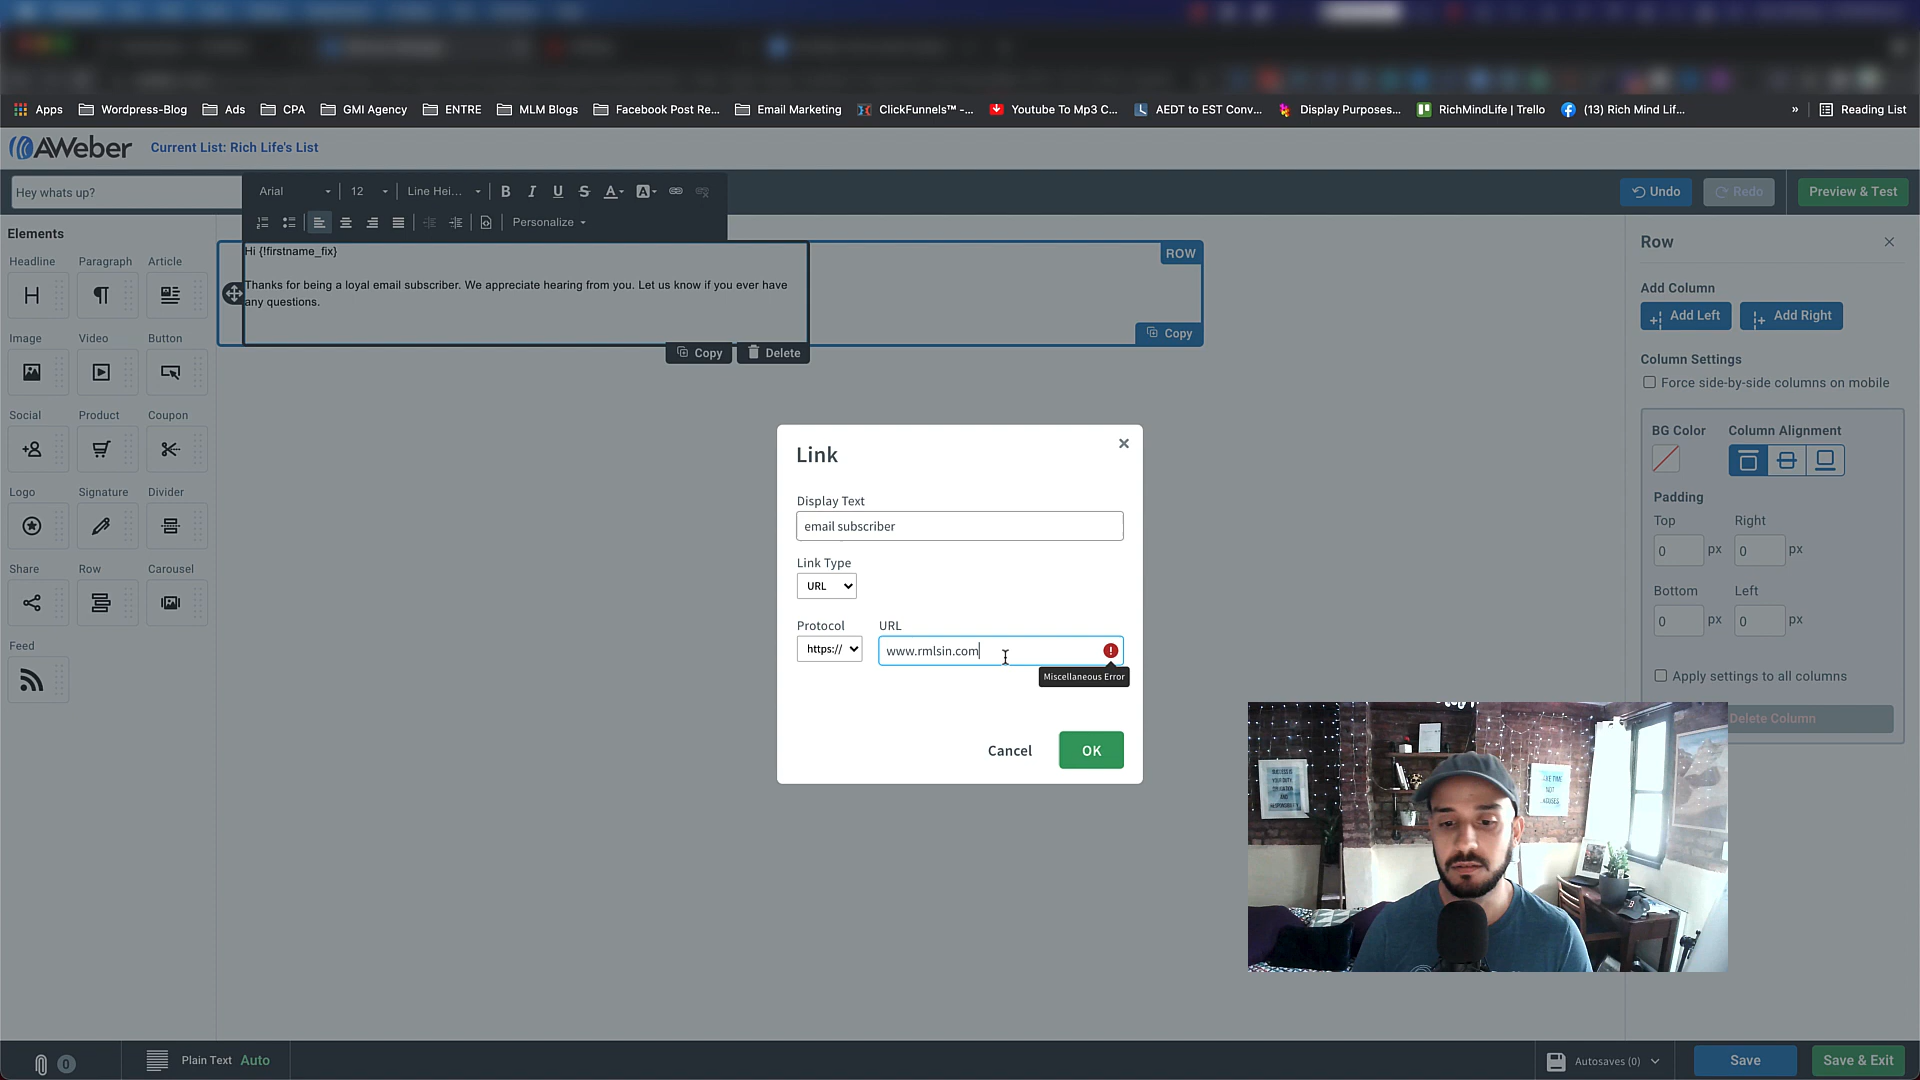 Apps
Wordpress-Blog
Ads
CPA
GMI Agency
ENTRE
MLM Blogs
Facebook Post Re...
Email Marketing
ClickFunnels™ -...
Youtube To Mp3 C...
AEDT to EST Conv...
Display Purposes...
RichMindLife | Trello
(13) Rich Mind Lif...
»
Reading List
AWeber
Current List: Rich Life's List
Hey whats up?
Arial
12
Line Hei...
B I U S A A
Personalize
Undo
Redo
Preview & Test
Elements
Headline
Paragraph
Article
Image
Video
Button
Social
Product
Coupon
Logo
Signature
Divider
Share
Row
Carousel
Feed
Hi {!firstname_fix}
Thanks for being a loyal email subscriber. We appreciate hearing from you. Let us know if you ever have
any questions.
ROW
Copy
Copy
Delete
Link
Display Text
email subscriber
Link Type
URL
Protocol
URL
https://
www.rmlsin.com
Miscellaneous Error
Cancel
OK
Row
Add Column
Add Left
Add Right
Column Settings
Force side-by-side columns on mobile
BG Color
Column Alignment
Padding
Top
Right
0 px
0 px
Bottom
Left
0 px
0 px
Apply settings to all columns
Delete Column
0
Plain Text Auto
Autosaves (0)
Save
Save & Exit